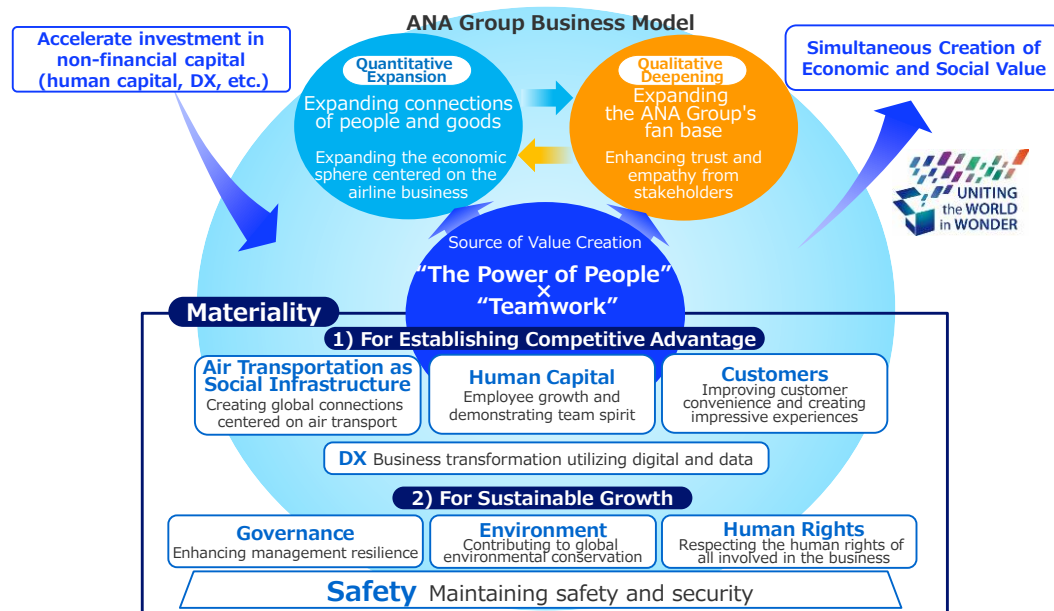 ANA Group Business Model
Accelerate investment in
non-financial capital
(human capital, DX, etc.)
Quantitative
Expansion
Expanding connections
of people and goods
Expanding the economic
sphere centered on the
airline business
Qualitative
Deepening
Expanding
the ANA Group's
fan base
Enhancing trust and
empathy from
stakeholders
Simultaneous Creation of
Economic and Social Value
UNITING
the WORLD
in WONDER
Source of Value Creation
“The Power of People”
×
“Teamwork”
Materiality
1) For Establishing Competitive Advantage
Air Transportation as
Social Infrastructure
Creating global connections
centered on air transport
Human Capital
Employee growth and
demonstrating team spirit
Customers
Improving customer
convenience and creating
impressive experiences
DX Business transformation utilizing digital and data
2) For Sustainable Growth
Governance
Enhancing management resilience
Environment
Contributing to global
environmental conservation
Human Rights
Respecting the human rights of
all involved in the business
Safety Maintaining safety and security